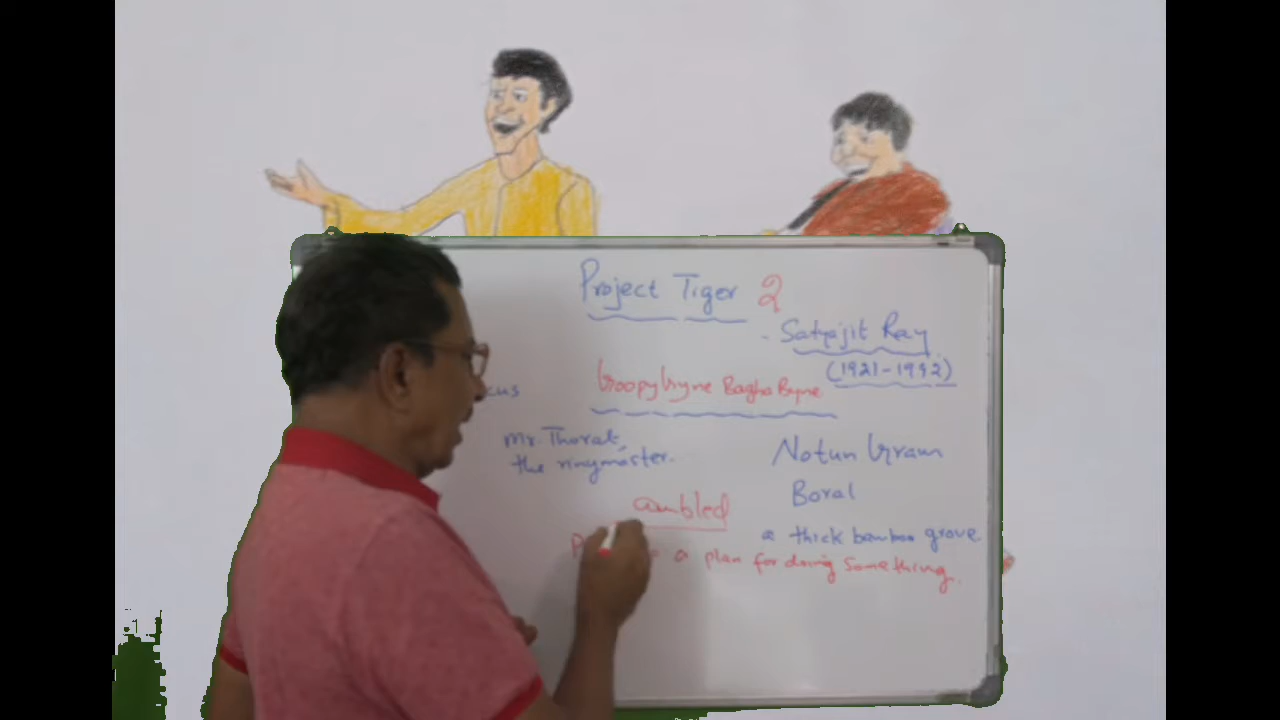 Project Tiger 2
- Satyajit Ray
(1921-1992)
Goopy Gyne Bagha Byne
cus
Mr. Thorat,
the ringmaster.
Notun Gram
Boral
ambled
a thick bamboo grove
P a plan for doing something.